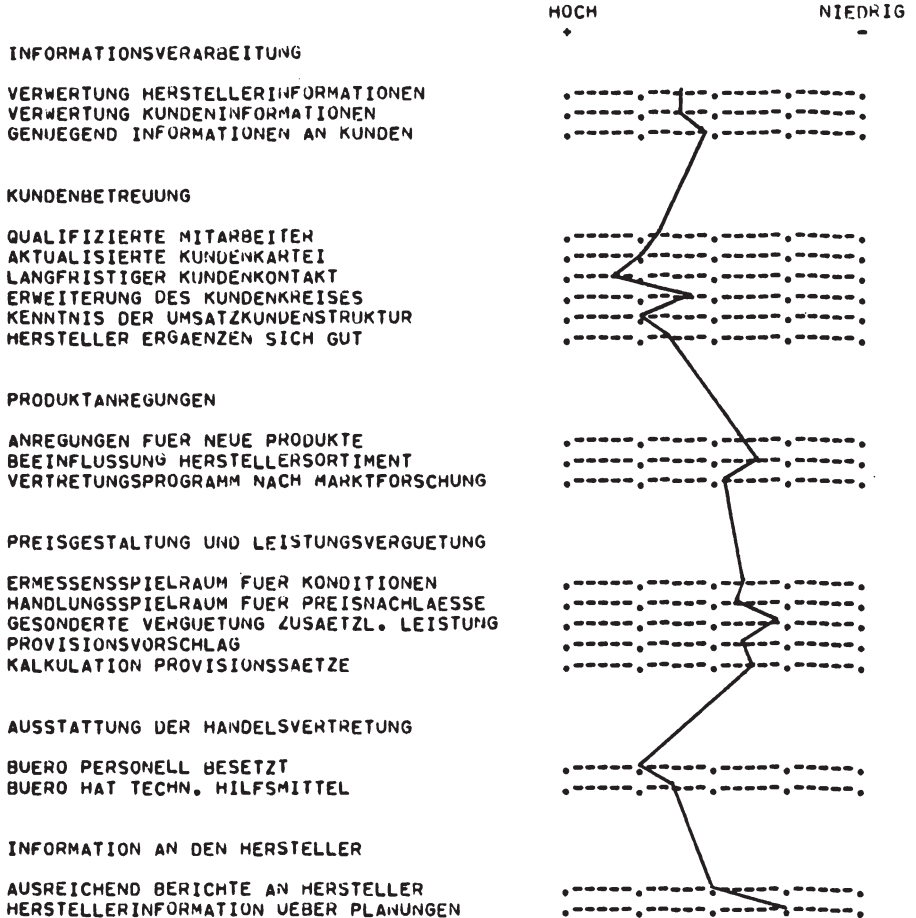 HOCH NIEDRIG
+ -
INFORMATIONSVERARBEITUNG
VERWERTUNG HERSTELLERINFORMATIONEN
VERWERTUNG KUNDENINFORMATIONEN
GENUEGEND INFORMATIONEN AN KUNDEN
KUNDENBETREUUNG
QUALIFIZIERTE MITARBEITER
AKTUALISIERTE KUNDENKARTEI
LANGFRISTIGER KUNDENKONTAKT
ERWEITERUNG DES KUNDENKREISES
KENNTNIS DER UMSATZKUNDENSTRUKTUR
HERSTELLER ERGAENZEN SICH GUT
PRODUKTANREGUNGEN
ANREGUNGEN FUER NEUE PRODUKTE
BEEINFLUSSUNG HERSTELLERSORTIMENT
VERTRETUNGSPROGRAMM NACH MARKTFORSCHUNG
PREISGESTALTUNG UND LEISTUNGSVERGUETUNG
ERMESSENSSPIELRAUM FUER KONDITIONEN
HANDLUNGSSPIELRAUM FUER PREISNACHLAESSE
GESONDERTE VERGUETUNG ZUSAETZL. LEISTUNG
PROVISIONSVORSCHLAG
KALKULATION PROVISIONSSAETZE
AUSSTATTUNG DER HANDELSVERTRETUNG
BUERO PERSONELL BESETZT
BUERO HAT TECHN. HILFSMITTEL
INFORMATION AN DEN HERSTELLER
AUSREICHEND BERICHTE AN HERSTELLER
HERSTELLERINFORMATION UEBER PLANUNGEN